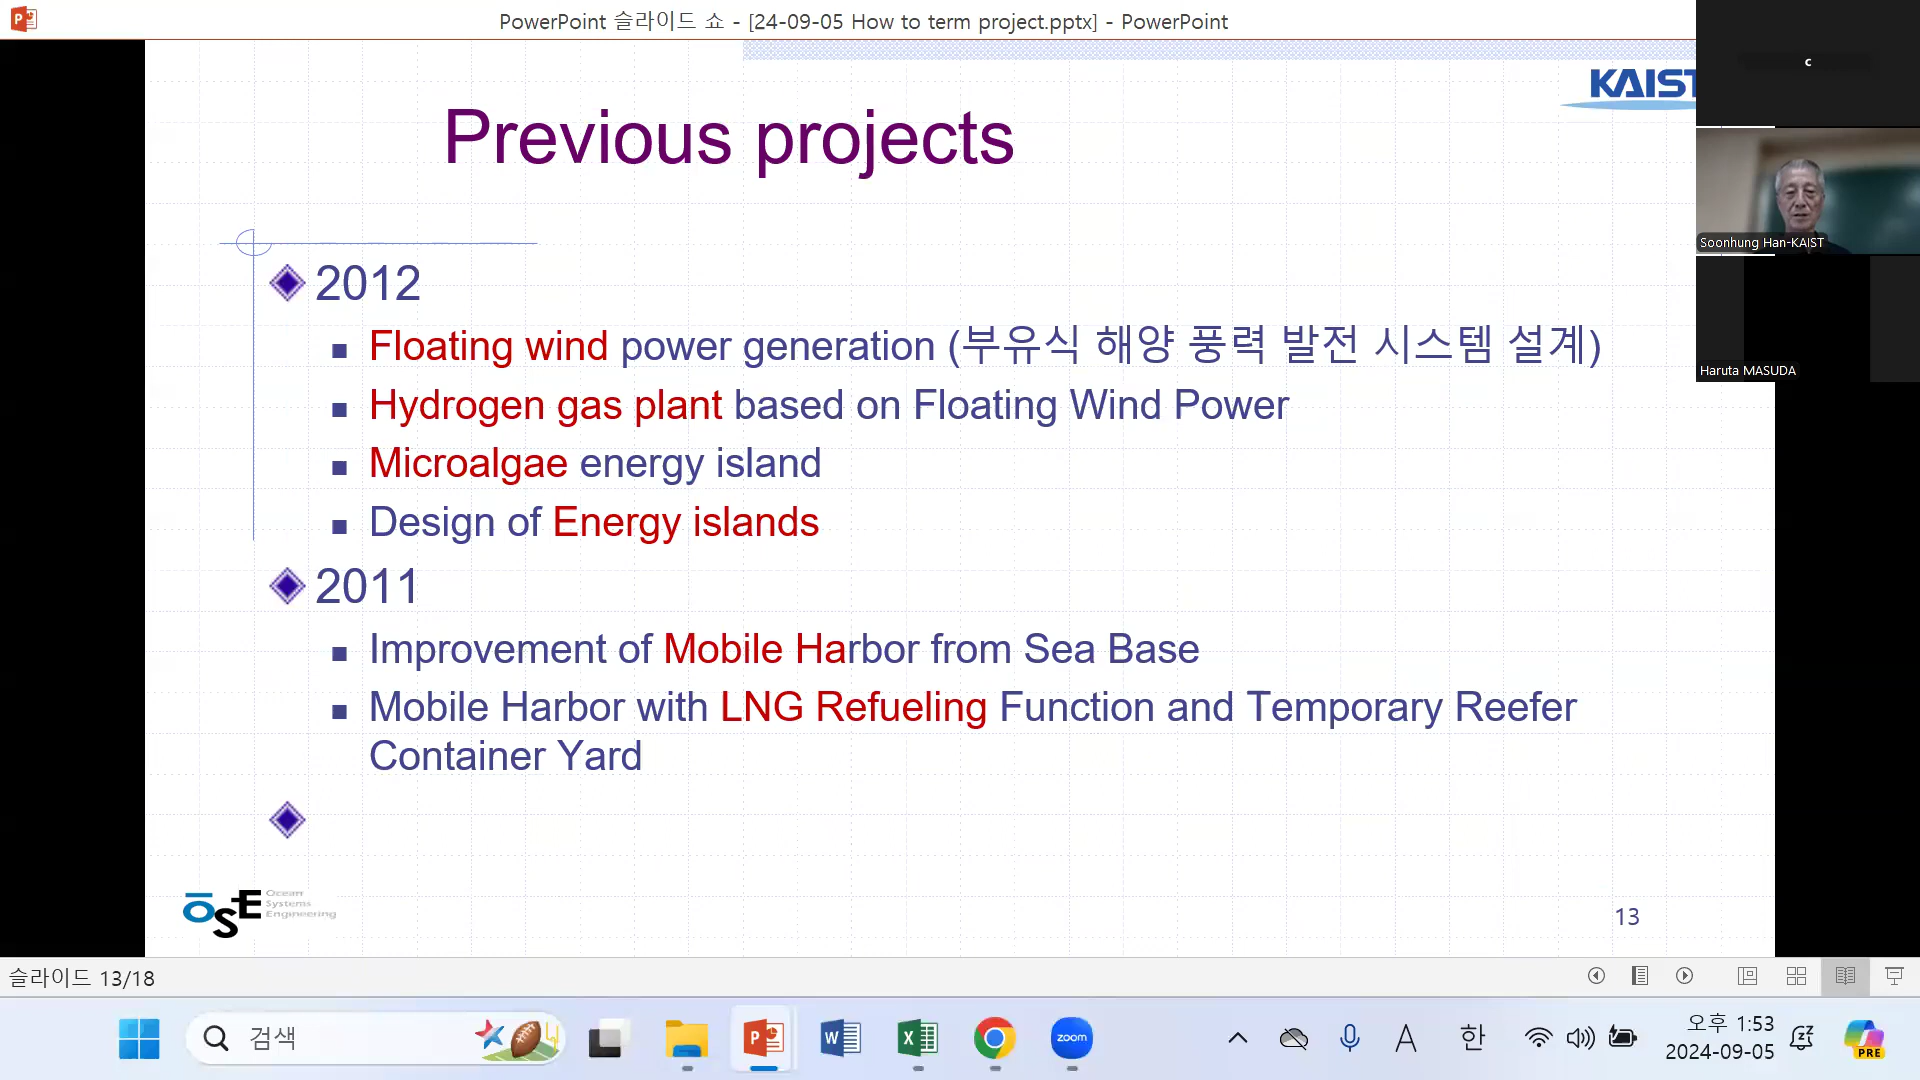 PowerPoint 슬라이드 쇼 - [24-09-05 How to term project.pptx] - PowerPoint
c
KAIST
Previous projects
Soonhung Han-KAIST
Haruta MASUDA
2012
Floating wind power generation (부유식 해양 풍력 발전 시스템 설계)
Hydrogen gas plant based on Floating Wind Power
Microalgae energy island
Design of Energy islands
2011
Improvement of Mobile Harbor from Sea Base
Mobile Harbor with LNG Refueling Function and Temporary Reefer
Container Yard
OSE Ocean
Systems
Engineering
13
슬라이드 13/18
검색
zoom
A
한
오후 1:53
2024-09-05
PRE